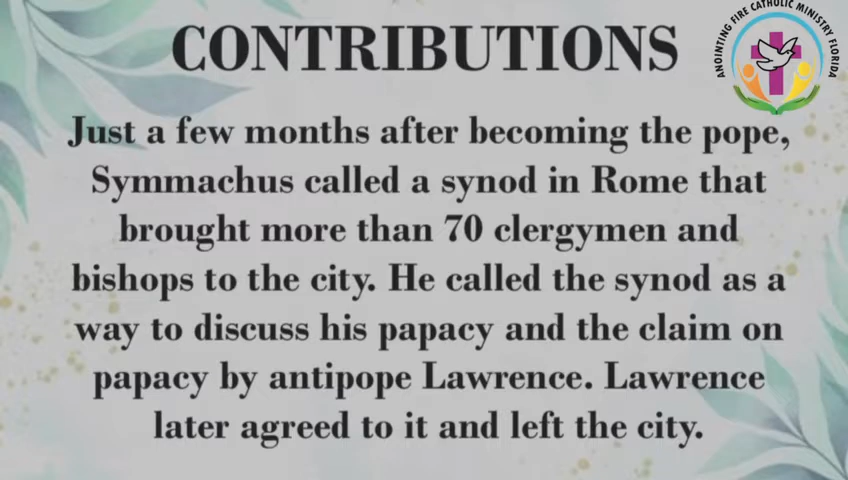 CONTRIBUTIONS
ANOINTING FIRE CATHOLIC MINISTRY FLORIDA
Just a few months after becoming the pope,
Symmachus called a synod in Rome that
brought more than 70 clergymen and
bishops to the city. He called the synod as a
way to discuss his papacy and the claim on
papacy by antipope Lawrence. Lawrence
later agreed to it and left the city.